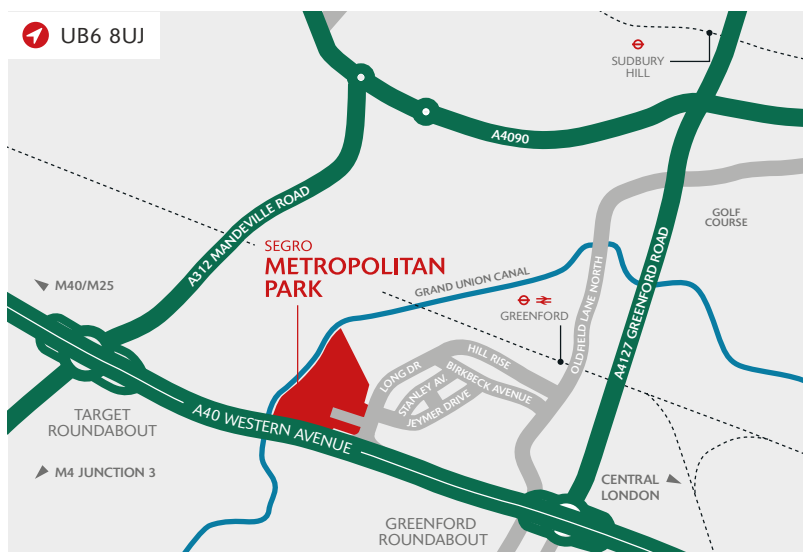 UB6 8UJ
SUDBURY
HILL
A4090
A312 MANDEVILLE ROAD
GOLF
COURSE
SEGRO
METROPOLITAN
PARK
M40/M25
GRAND UNION CANAL
GREENFORD
OLDFIELD LANE NORTH
A4127 GREENFORD ROAD
HILL RISE
LONG DR
STANLEY AV.
BIRKBECK AVENUE
JEYMER DRIVE
TARGET
ROUNDABOUT
A40 WESTERN AVENUE
M4 JUNCTION 3
CENTRAL
LONDON
GREENFORD
ROUNDABOUT